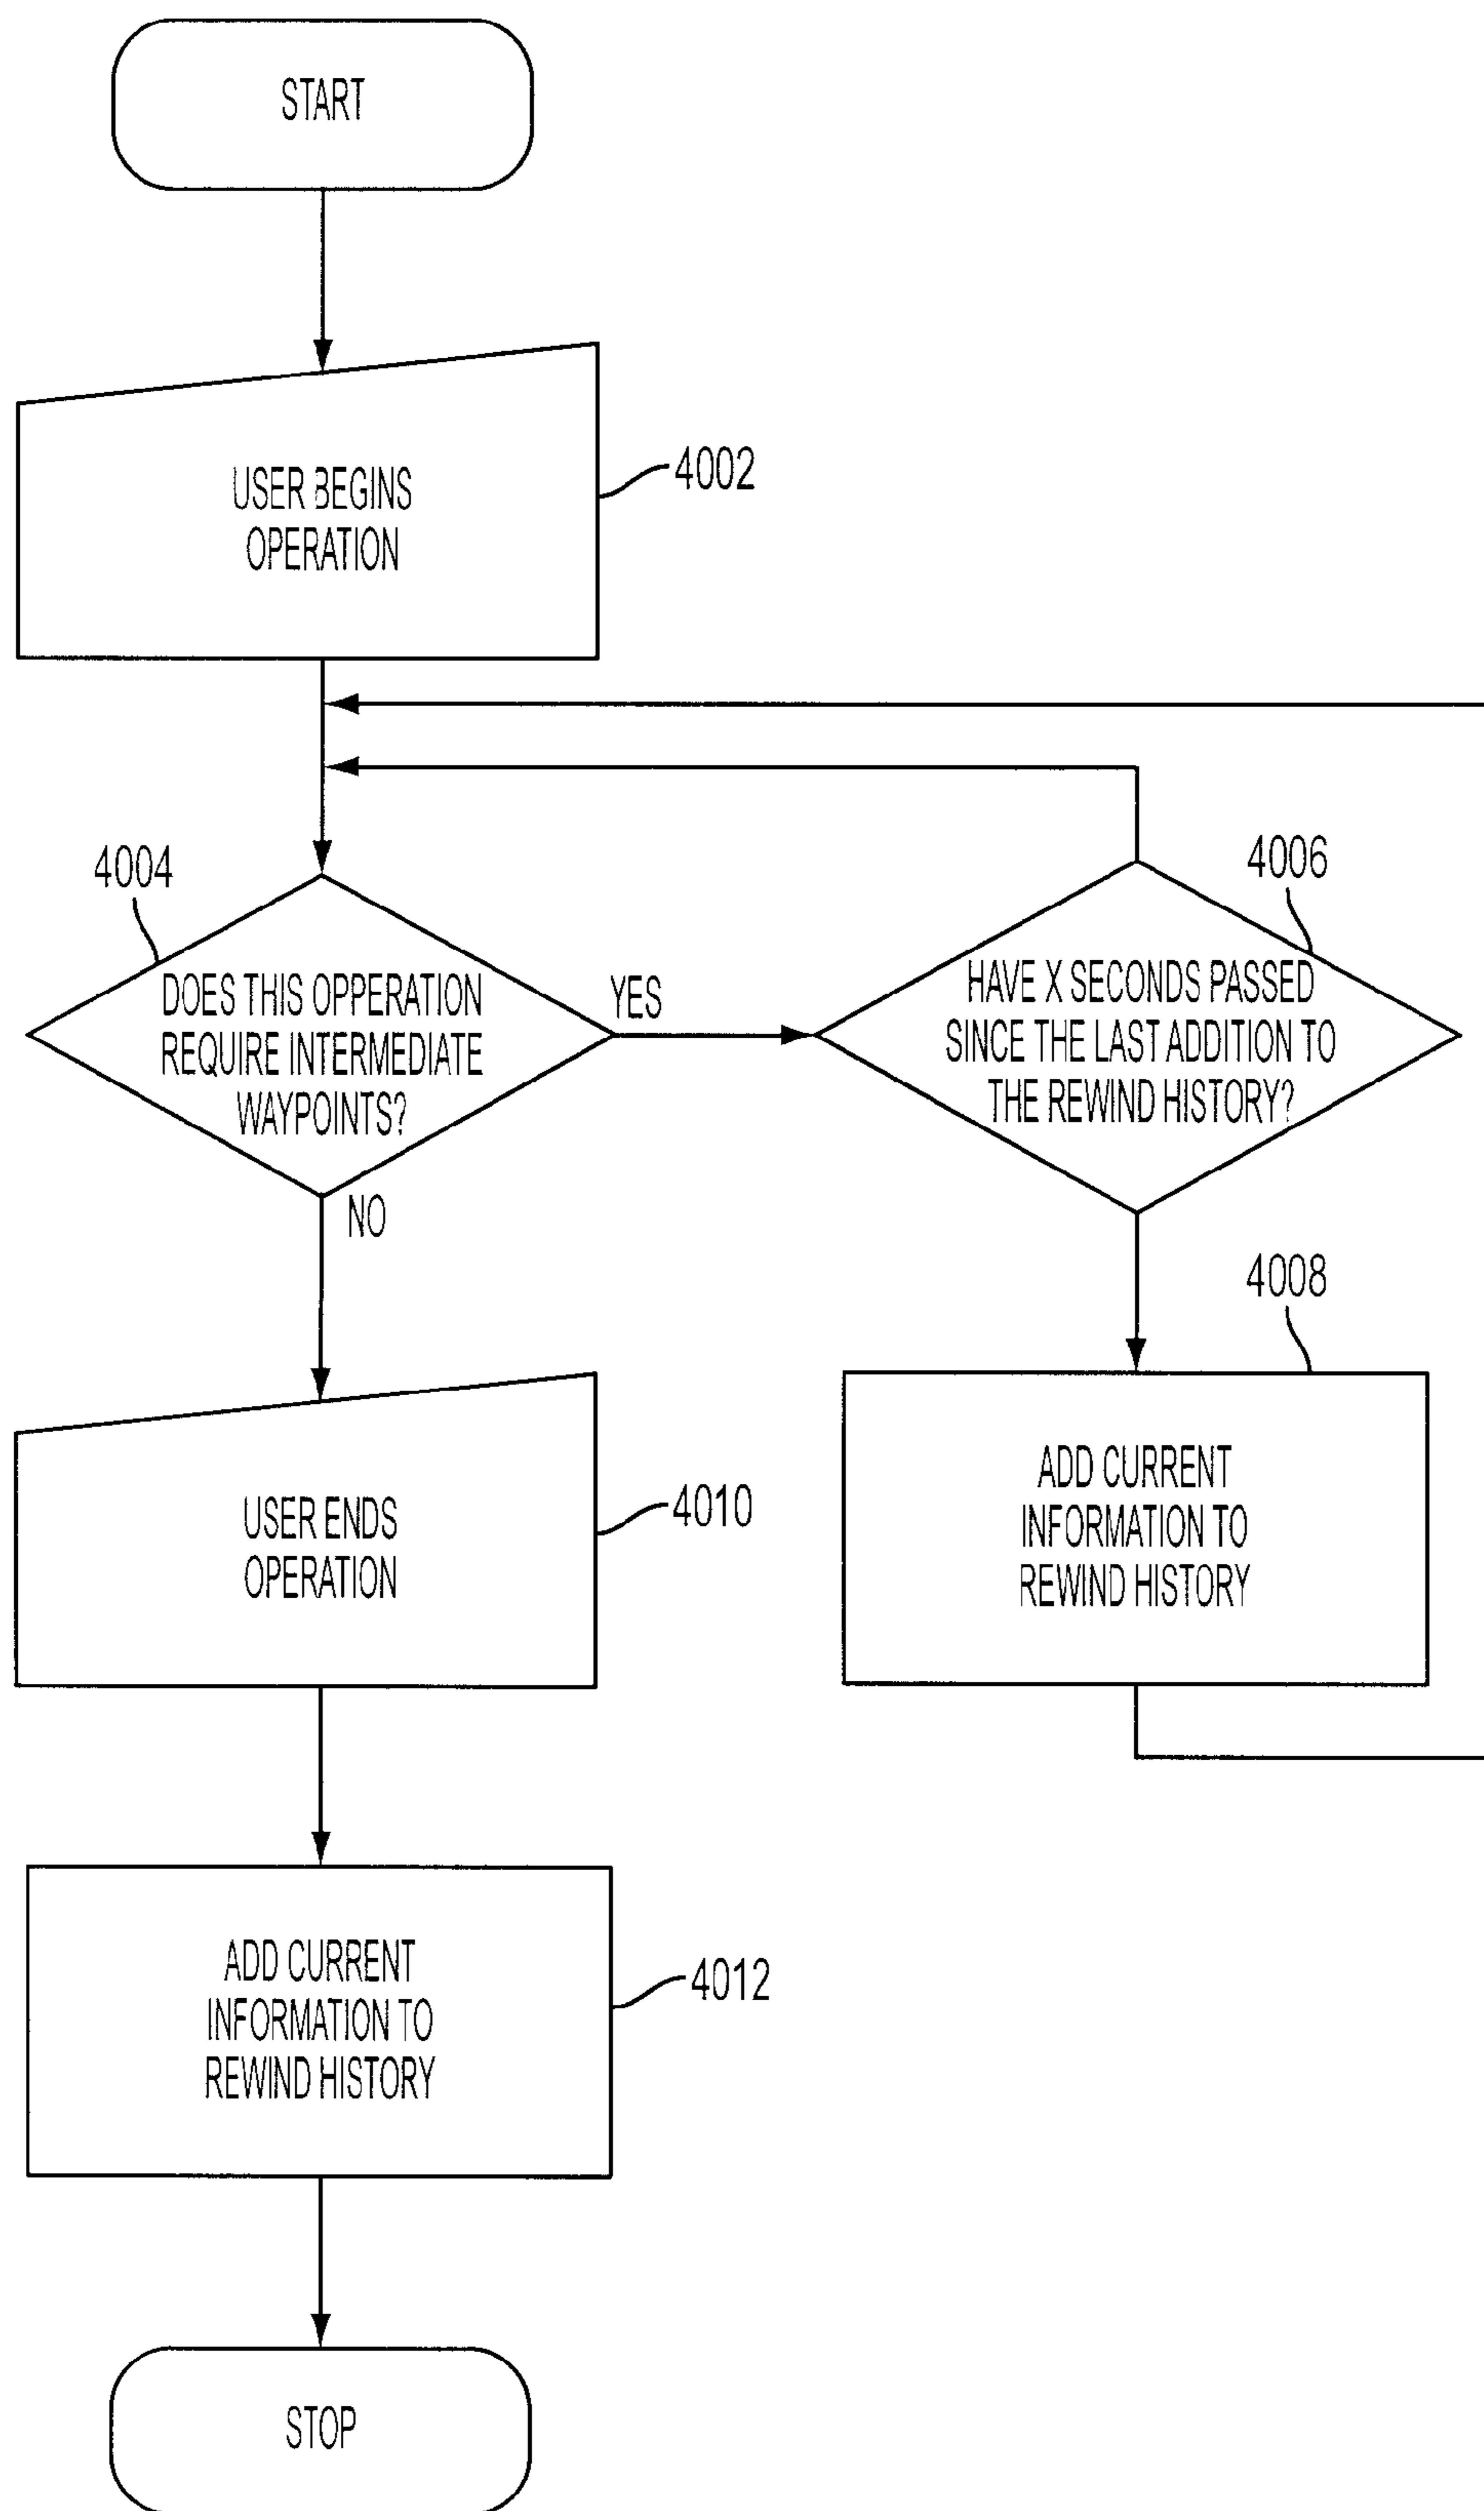 START
USER BEGINS
OPERATION
4002
4004
DOES THIS OPPERATION
REQUIRE INTERMEDIATE
WAYPOINTS?
YES
NO
4006
HAVE X SECONDS PASSED
SINCE THE LAST ADDITION TO
THE REWIND HISTORY?
4008
ADD CURRENT
INFORMATION TO
REWIND HISTORY
USER ENDS
OPERATION
4010
ADD CURRENT
INFORMATION TO
REWIND HISTORY
4012
STOP